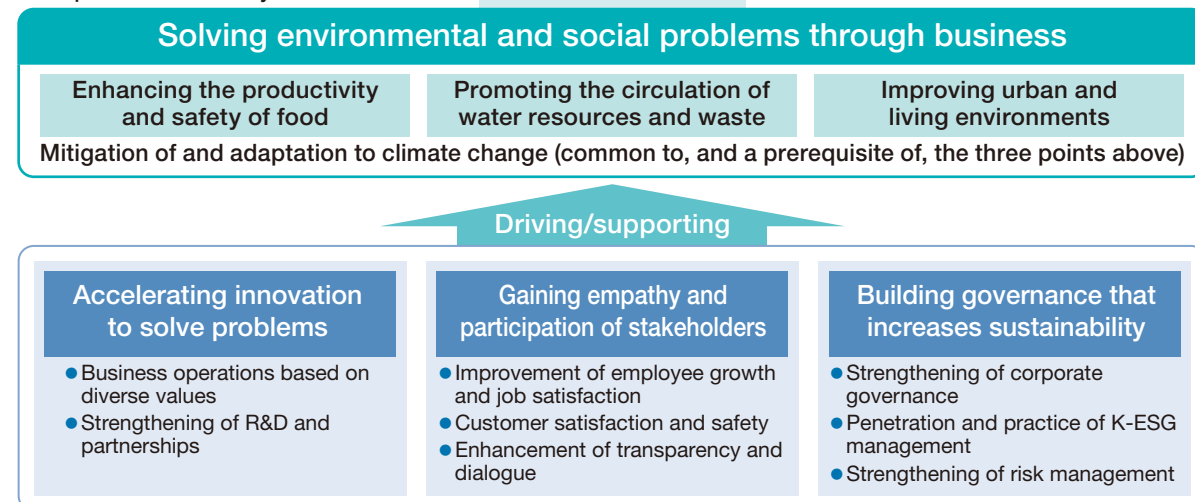 Solving environmental and social problems through business
Enhancing the productivity
and safety of food
Promoting the circulation of
water resources and waste
Improving urban and
living environments
Mitigation of and adaptation to climate change (common to, and a prerequisite of, the three points above)
Driving/supporting
Accelerating innovation
to solve problems
● Business operations based on
diverse values
● Strengthening of R&D and
partnerships
Gaining empathy and
participation of stakeholders
● Improvement of employee growth
and job satisfaction
● Customer satisfaction and safety
● Enhancement of transparency and
dialogue
Building governance that
increases sustainability
● Strengthening of corporate
governance
● Penetration and practice of K-ESG
management
● Strengthening of risk management